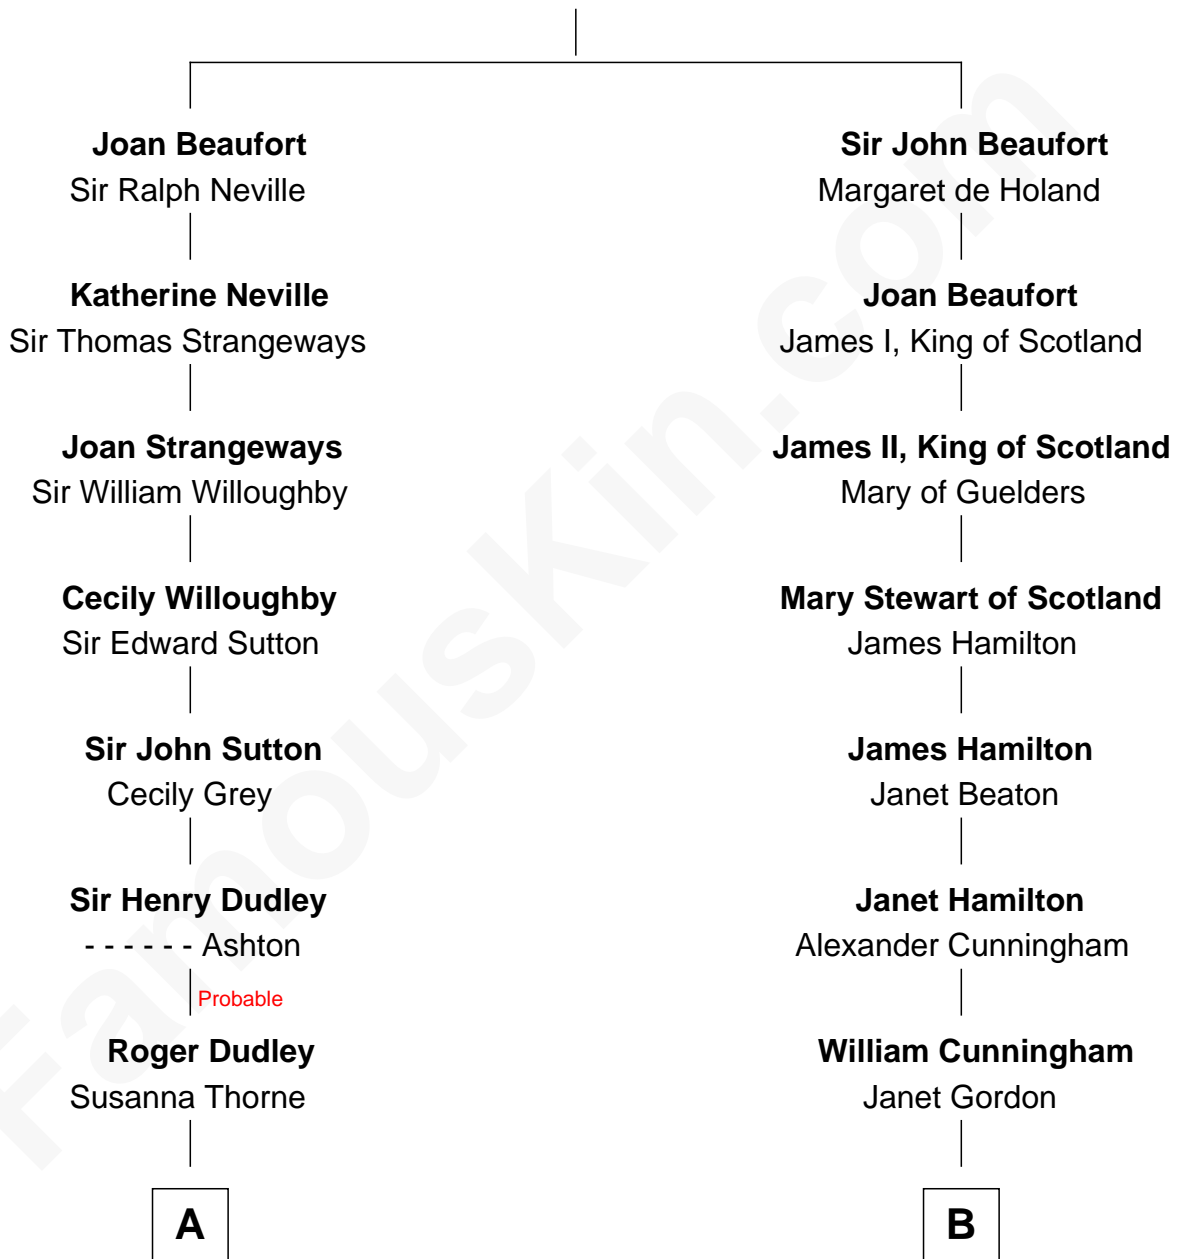 Joan Beaufort
Sir Ralph Neville
Katherine Neville
Sir Thomas Strangeways
Joan Strangeways
Sir William Willoughby
Cecily Willoughby
Sir Edward Sutton
Sir John Sutton
Cecily Grey
Sir Henry Dudley
- - - - - - Ashton
Probable
Roger Dudley
Susanna Thorne
A
Sir John Beaufort
Margaret de Holand
Joan Beaufort
James I, King of Scotland
James II, King of Scotland
Mary of Guelders
Mary Stewart of Scotland
James Hamilton
James Hamilton
Janet Beaton
Janet Hamilton
Alexander Cunningham
William Cunningham
Janet Gordon
B
FamousKin.com